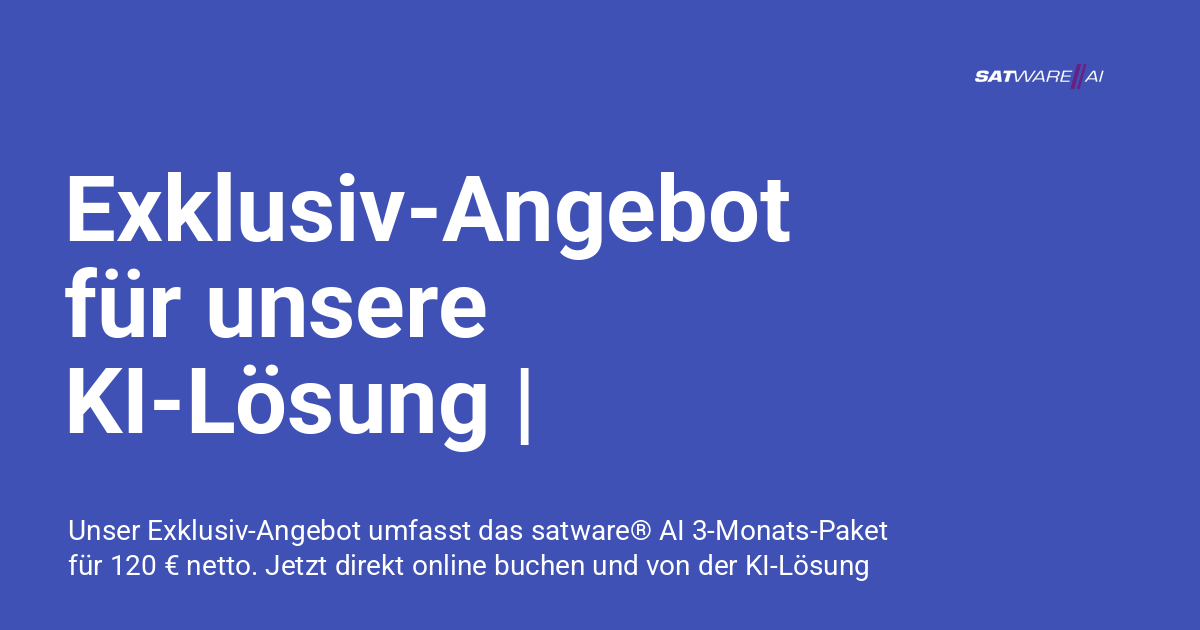 SATWARE//AI
Exklusiv-Angebot
für unsere
KI-Lösung |
Unser Exklusiv-Angebot umfasst das satware® AI 3-Monats-Paket
für 120 € netto. Jetzt direkt online buchen und von der KI-Lösung